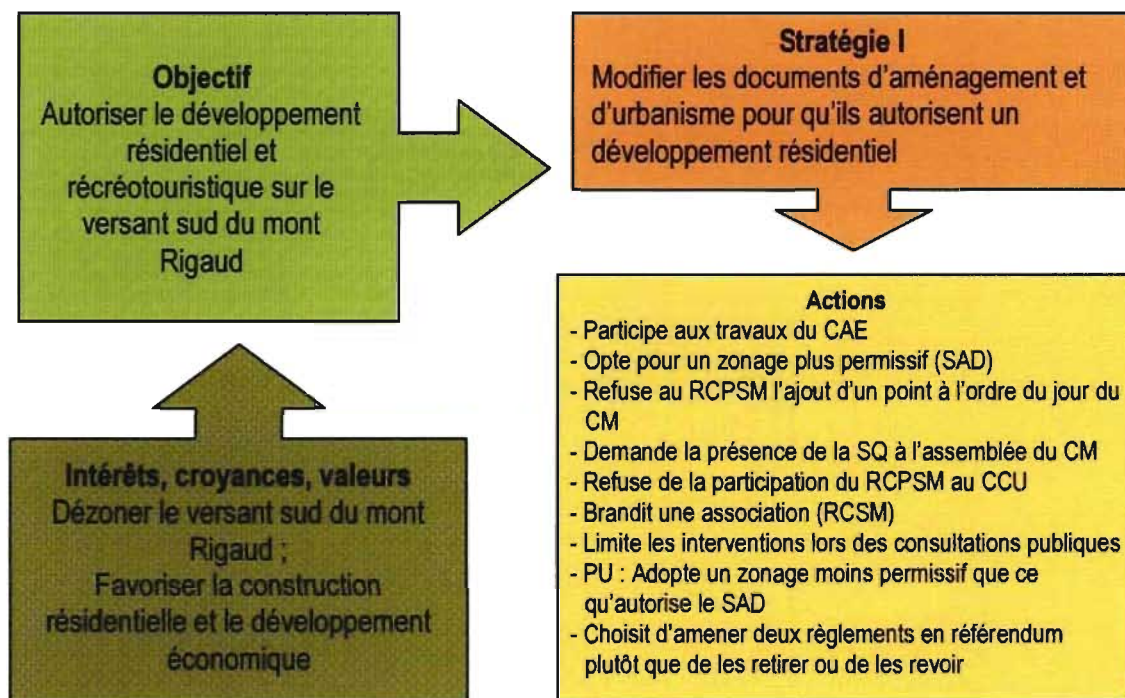 Objectif
Autoriser le développement
résidentiel et
récréotouristique sur le
versant sud du mont
Rigaud
Stratégie I
Modifier les documents d'aménagement et
d'urbanisme pour qu'ils autorisent un
développement résidentiel
Intérêts, croyances, valeurs
Dézoner le versant sud du mont
Rigaud ;
Favoriser la construction
résidentielle et le développement
économique
Actions
- Participe aux travaux du CAE
- Opte pour un zonage plus permissif (SAD)
- Refuse au RCPSM l'ajout d'un point à l'ordre du jour du
CM
- Demande la présence de la SQ à l'assemblée du CM
- Refuse de la participation du RCPSM au CCU
- Brandit une association (RCSM)
- Limite les interventions lors des consultations publiques
- PU : Adopte un zonage moins permissif que ce
qu'autorise le SAD
- Choisit d'amener deux règlements en référendum
plutôt que de les retirer ou de les revoir